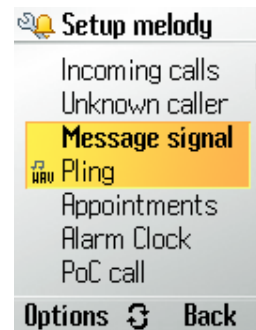 Setup melody
Incoming calls
Unknown caller
Message signal
WAV Pling
Appointments
Alarm Clock
PoC call
Options Back